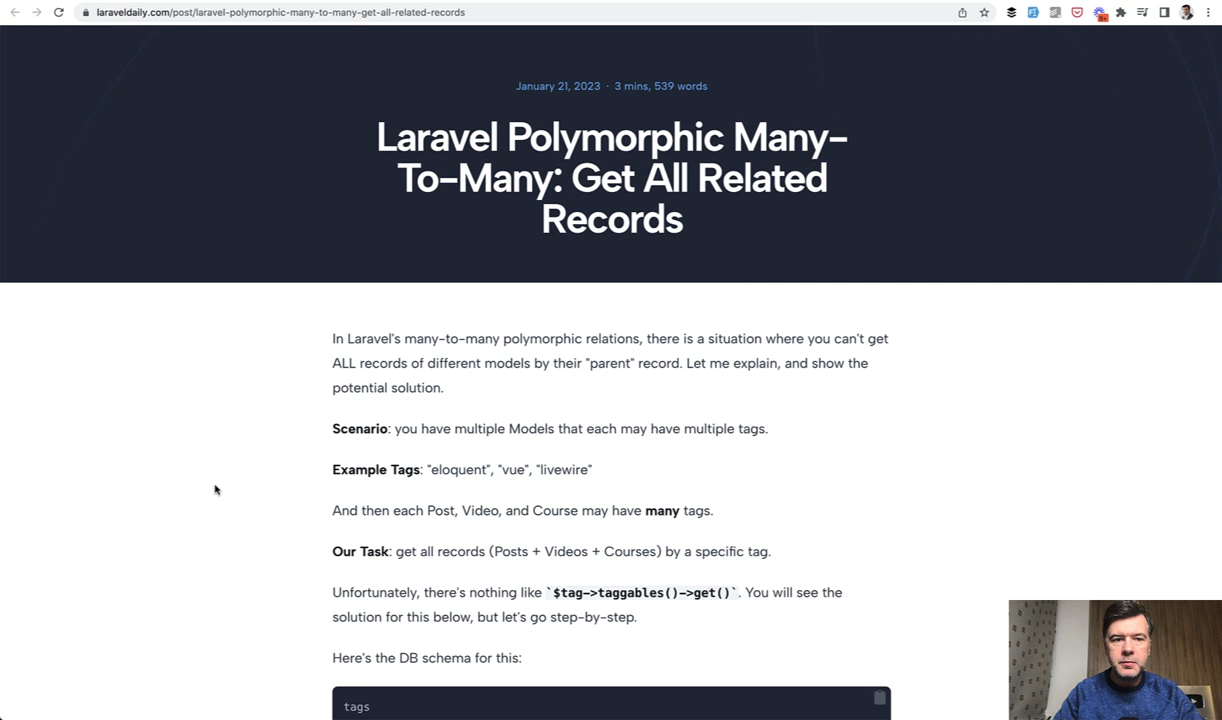 laraveldaily.com/post/laravel-polymorphic-many-to-many-get-all-related-records
9+
January 21, 2023 · 3 mins, 539 words
Laravel Polymorphic Many-
To-Many: Get All Related
Records
In Laravel's many-to-many polymorphic relations, there is a situation where you can't get
ALL records of different models by their "parent" record. Let me explain, and show the
potential solution.
Scenario: you have multiple Models that each may have multiple tags.
Example Tags: "eloquent", "vue", "livewire"
And then each Post, Video, and Course may have many tags.
Our Task: get all records (Posts + Videos + Courses) by a specific tag.
Unfortunately, there's nothing like `$tag->taggables()->get()`. You will see the
solution for this below, but let's go step-by-step.
Here's the DB schema for this:
tags